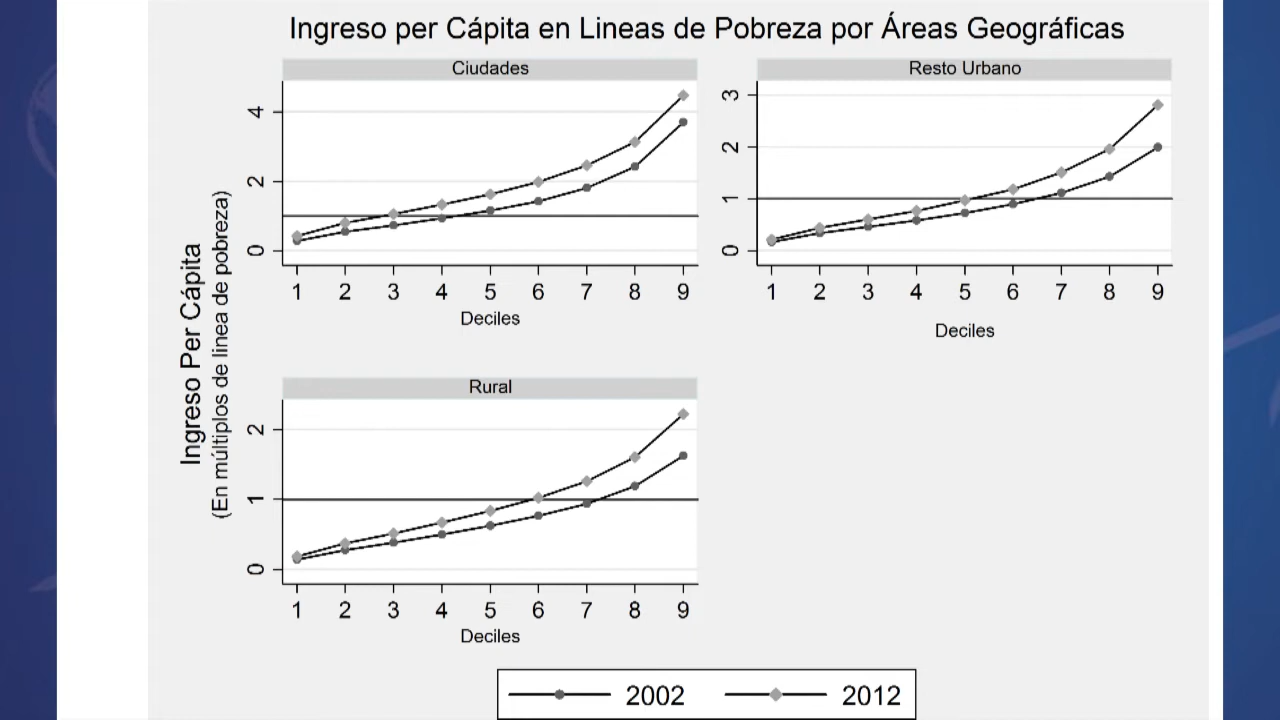 Ingreso per Cápita en Lineas de Pobreza por Áreas Geográficas
Ingreso Per Cápita
(En múltiplos de linea de pobreza)
Ciudades
4
2
0
1 2 3 4 5 6 7 8 9
Deciles
Resto Urbano
3
2
1
0
1 2 3 4 5 6 7 8 9
Deciles
Rural
2
1
0
1 2 3 4 5 6 7 8 9
Deciles
2002 2012